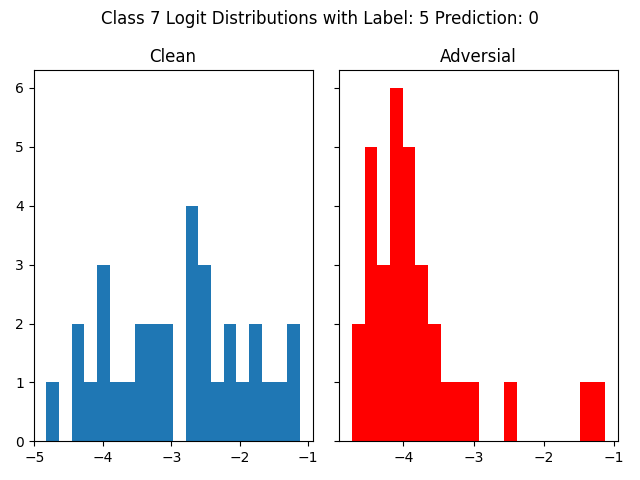 Class 7 Logit Distributions with Label: 5 Prediction: 0
Clean
Adversial
6
5
4
3
2
1
0
−5 −4 −3 −2 −1
−4 −3 −2 −1